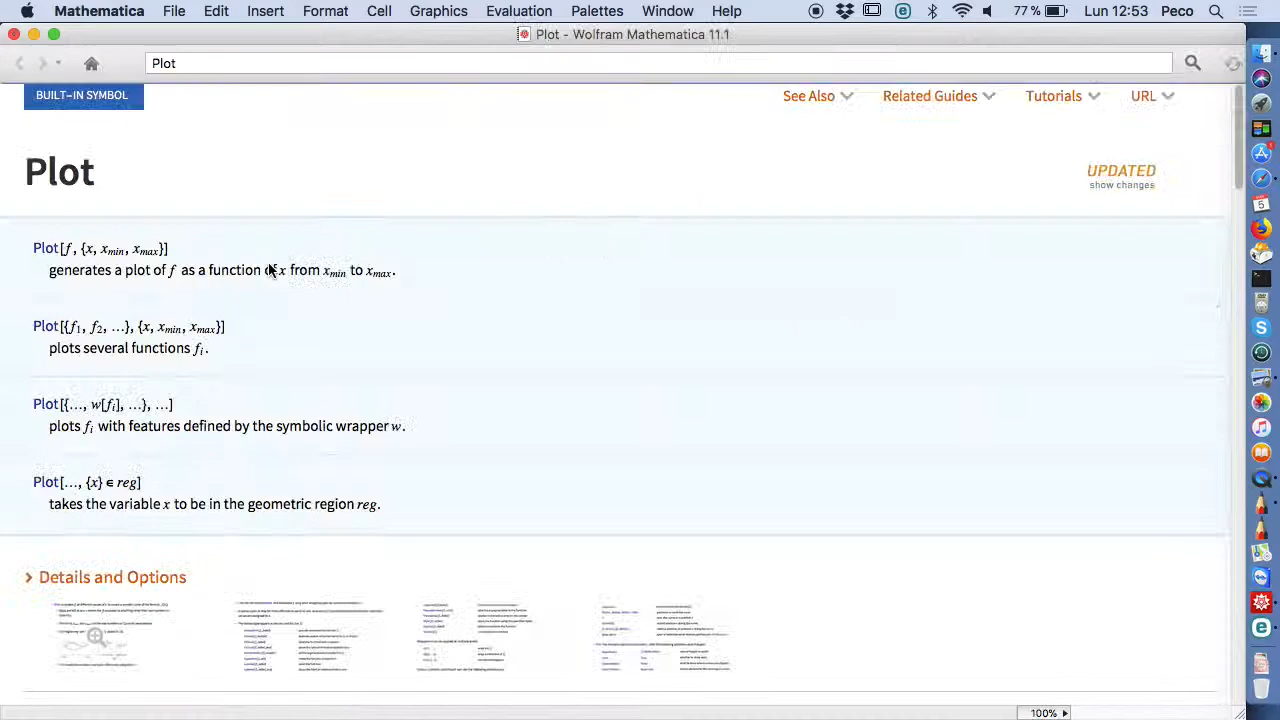 Mathematica File Edit Insert Format Cell Graphics Evaluation Palettes Window Help 77% Lun 12:53 Peco
Plot - Wolfram Mathematica 11.1
Plot
BUILT-IN SYMBOL See Also Related Guides Tutorials URL
Plot
UPDATED
show changes
Plot[f, {x, xmin, xmax}]
generates a plot of f as a function of x from xmin to xmax.
Plot[{f1, f2, …}, {x, xmin, xmax}]
plots several functions fi.
Plot[{…, w[fi], …}, …]
plots fi with features defined by the symbolic wrapper w.
Plot[…, {x} ∈ reg]
takes the variable x to be in the geometric region reg.
Details and Options
100%